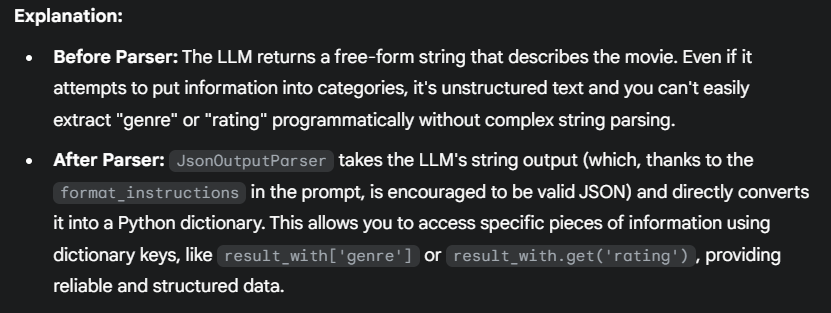 Explanation:
• Before Parser: The LLM returns a free-form string that describes the movie. Even if it
attempts to put information into categories, it's unstructured text and you can't easily
extract "genre" or "rating" programmatically without complex string parsing.
• After Parser: JsonOutputParser takes the LLM's string output (which, thanks to the
format_instructions in the prompt, is encouraged to be valid JSON) and directly converts
it into a Python dictionary. This allows you to access specific pieces of information using
dictionary keys, like result_with['genre'] or result_with.get('rating'), providing
reliable and structured data.